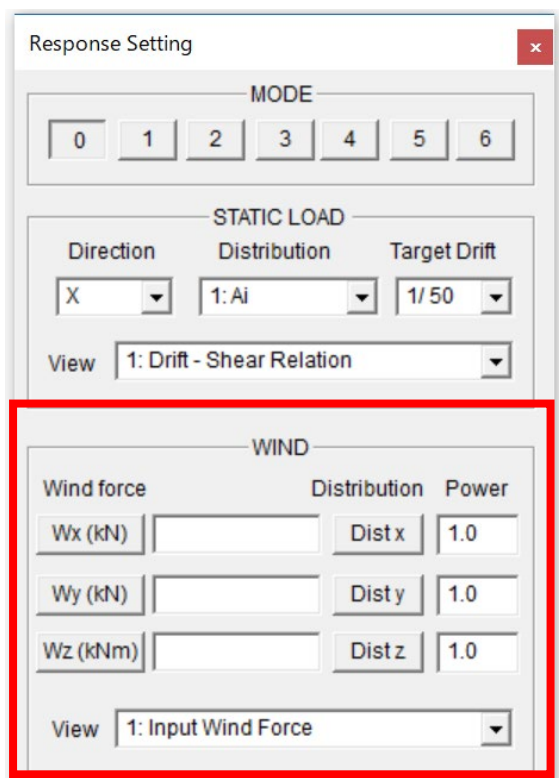 Response Setting x
MODE
0 1 2 3 4 5 6
STATIC LOAD
Direction Distribution Target Drift
X 1: Ai 1/ 50
View 1: Drift - Shear Relation
WIND
Wind force Distribution Power
Wx (kN) Dist x 1.0
Wy (kN) Dist y 1.0
Wz (kNm) Dist z 1.0
View 1: Input Wind Force